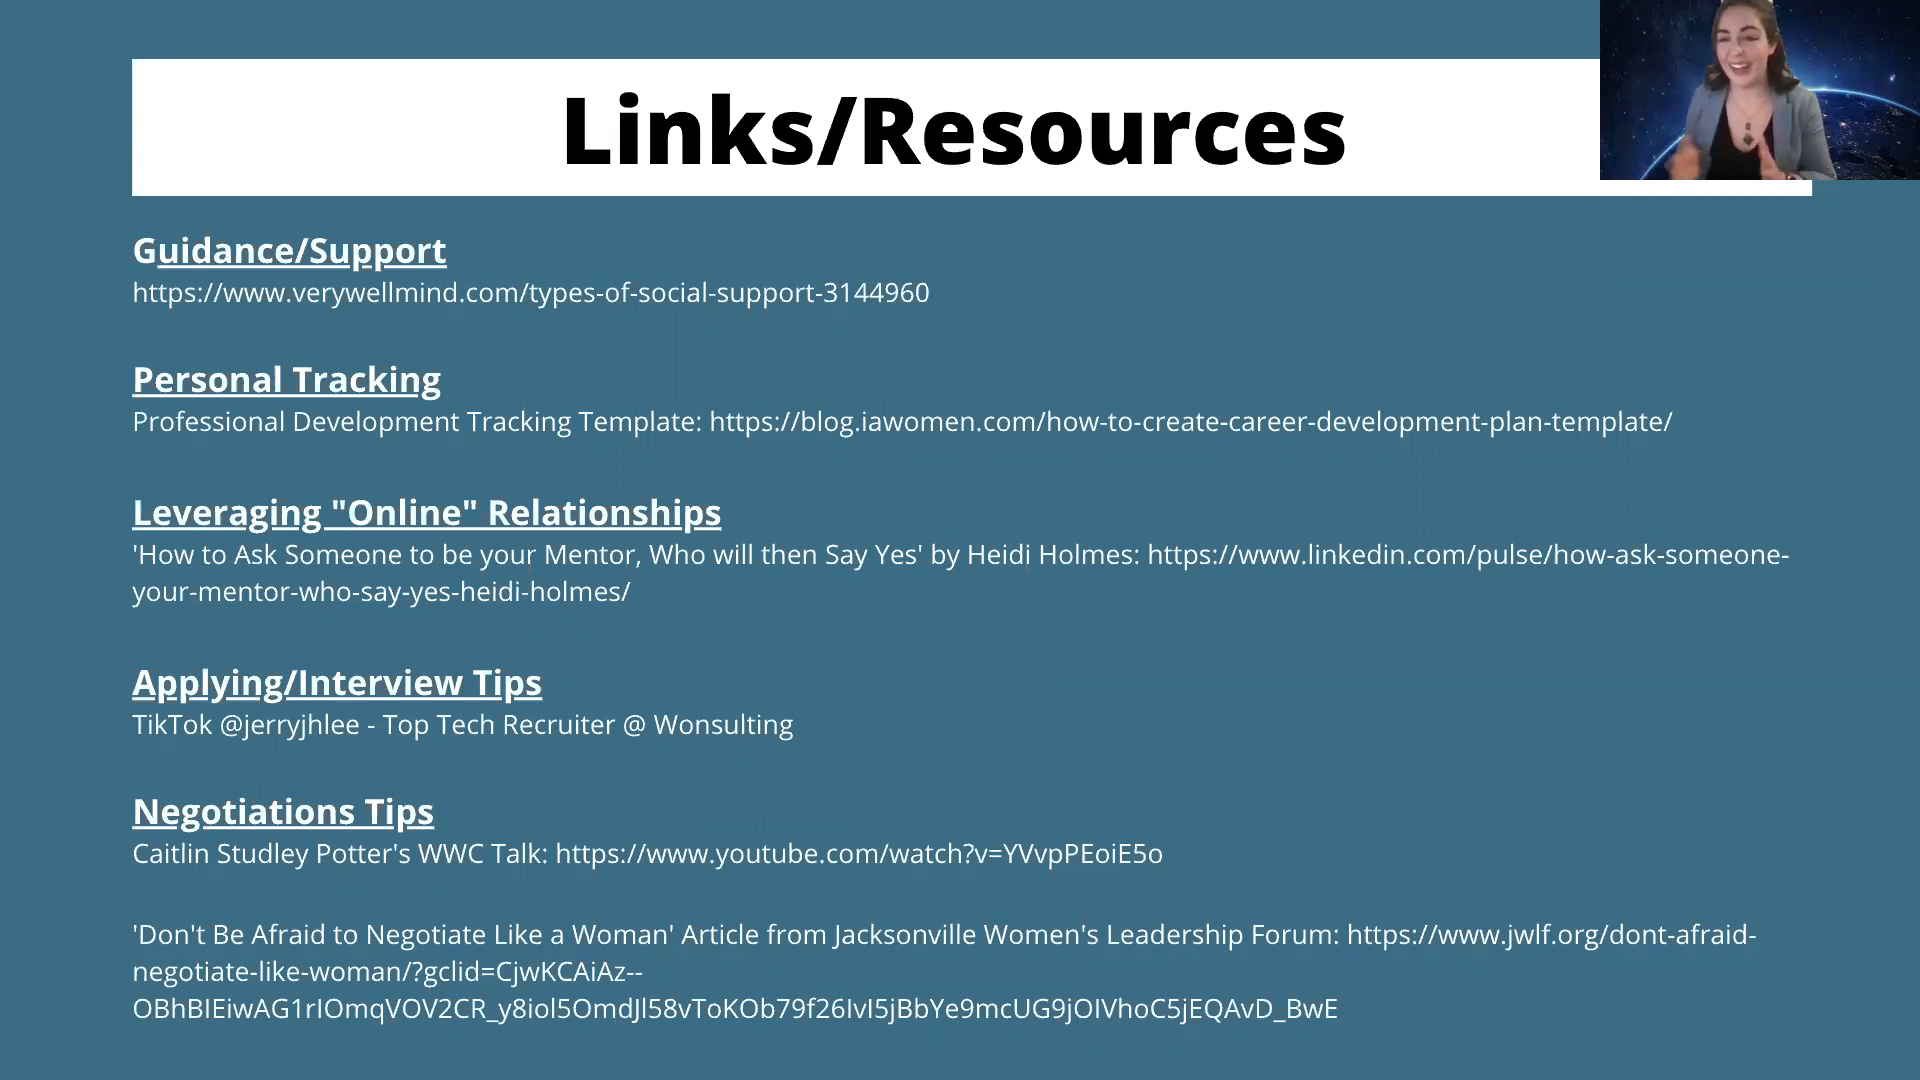 Links/Resources
Guidance/Support
https://www.verywellmind.com/types-of-social-support-3144960
Personal Tracking
Professional Development Tracking Template: https://blog.iawomen.com/how-to-create-career-development-plan-template/
Leveraging "Online" Relationships
'How to Ask Someone to be your Mentor, Who will then Say Yes' by Heidi Holmes: https://www.linkedin.com/pulse/how-ask-someone-
your-mentor-who-say-yes-heidi-holmes/
Applying/Interview Tips
TikTok @jerryjhlee - Top Tech Recruiter @ Wonsulting
Negotiations Tips
Caitlin Studley Potter's WWC Talk: https://www.youtube.com/watch?v=YVvpPEoiE5o
'Don't Be Afraid to Negotiate Like a Woman' Article from Jacksonville Women's Leadership Forum: https://www.jwlf.org/dont-afraid-
negotiate-like-woman/?gclid=CjwKCAiAz--
OBhBIEiwAG1rIOmqVOV2CR_y8iol5OmdJl58vToKOb79f26IvI5jBbYe9mcUG9jOIVhoC5jEQAvD_BwE